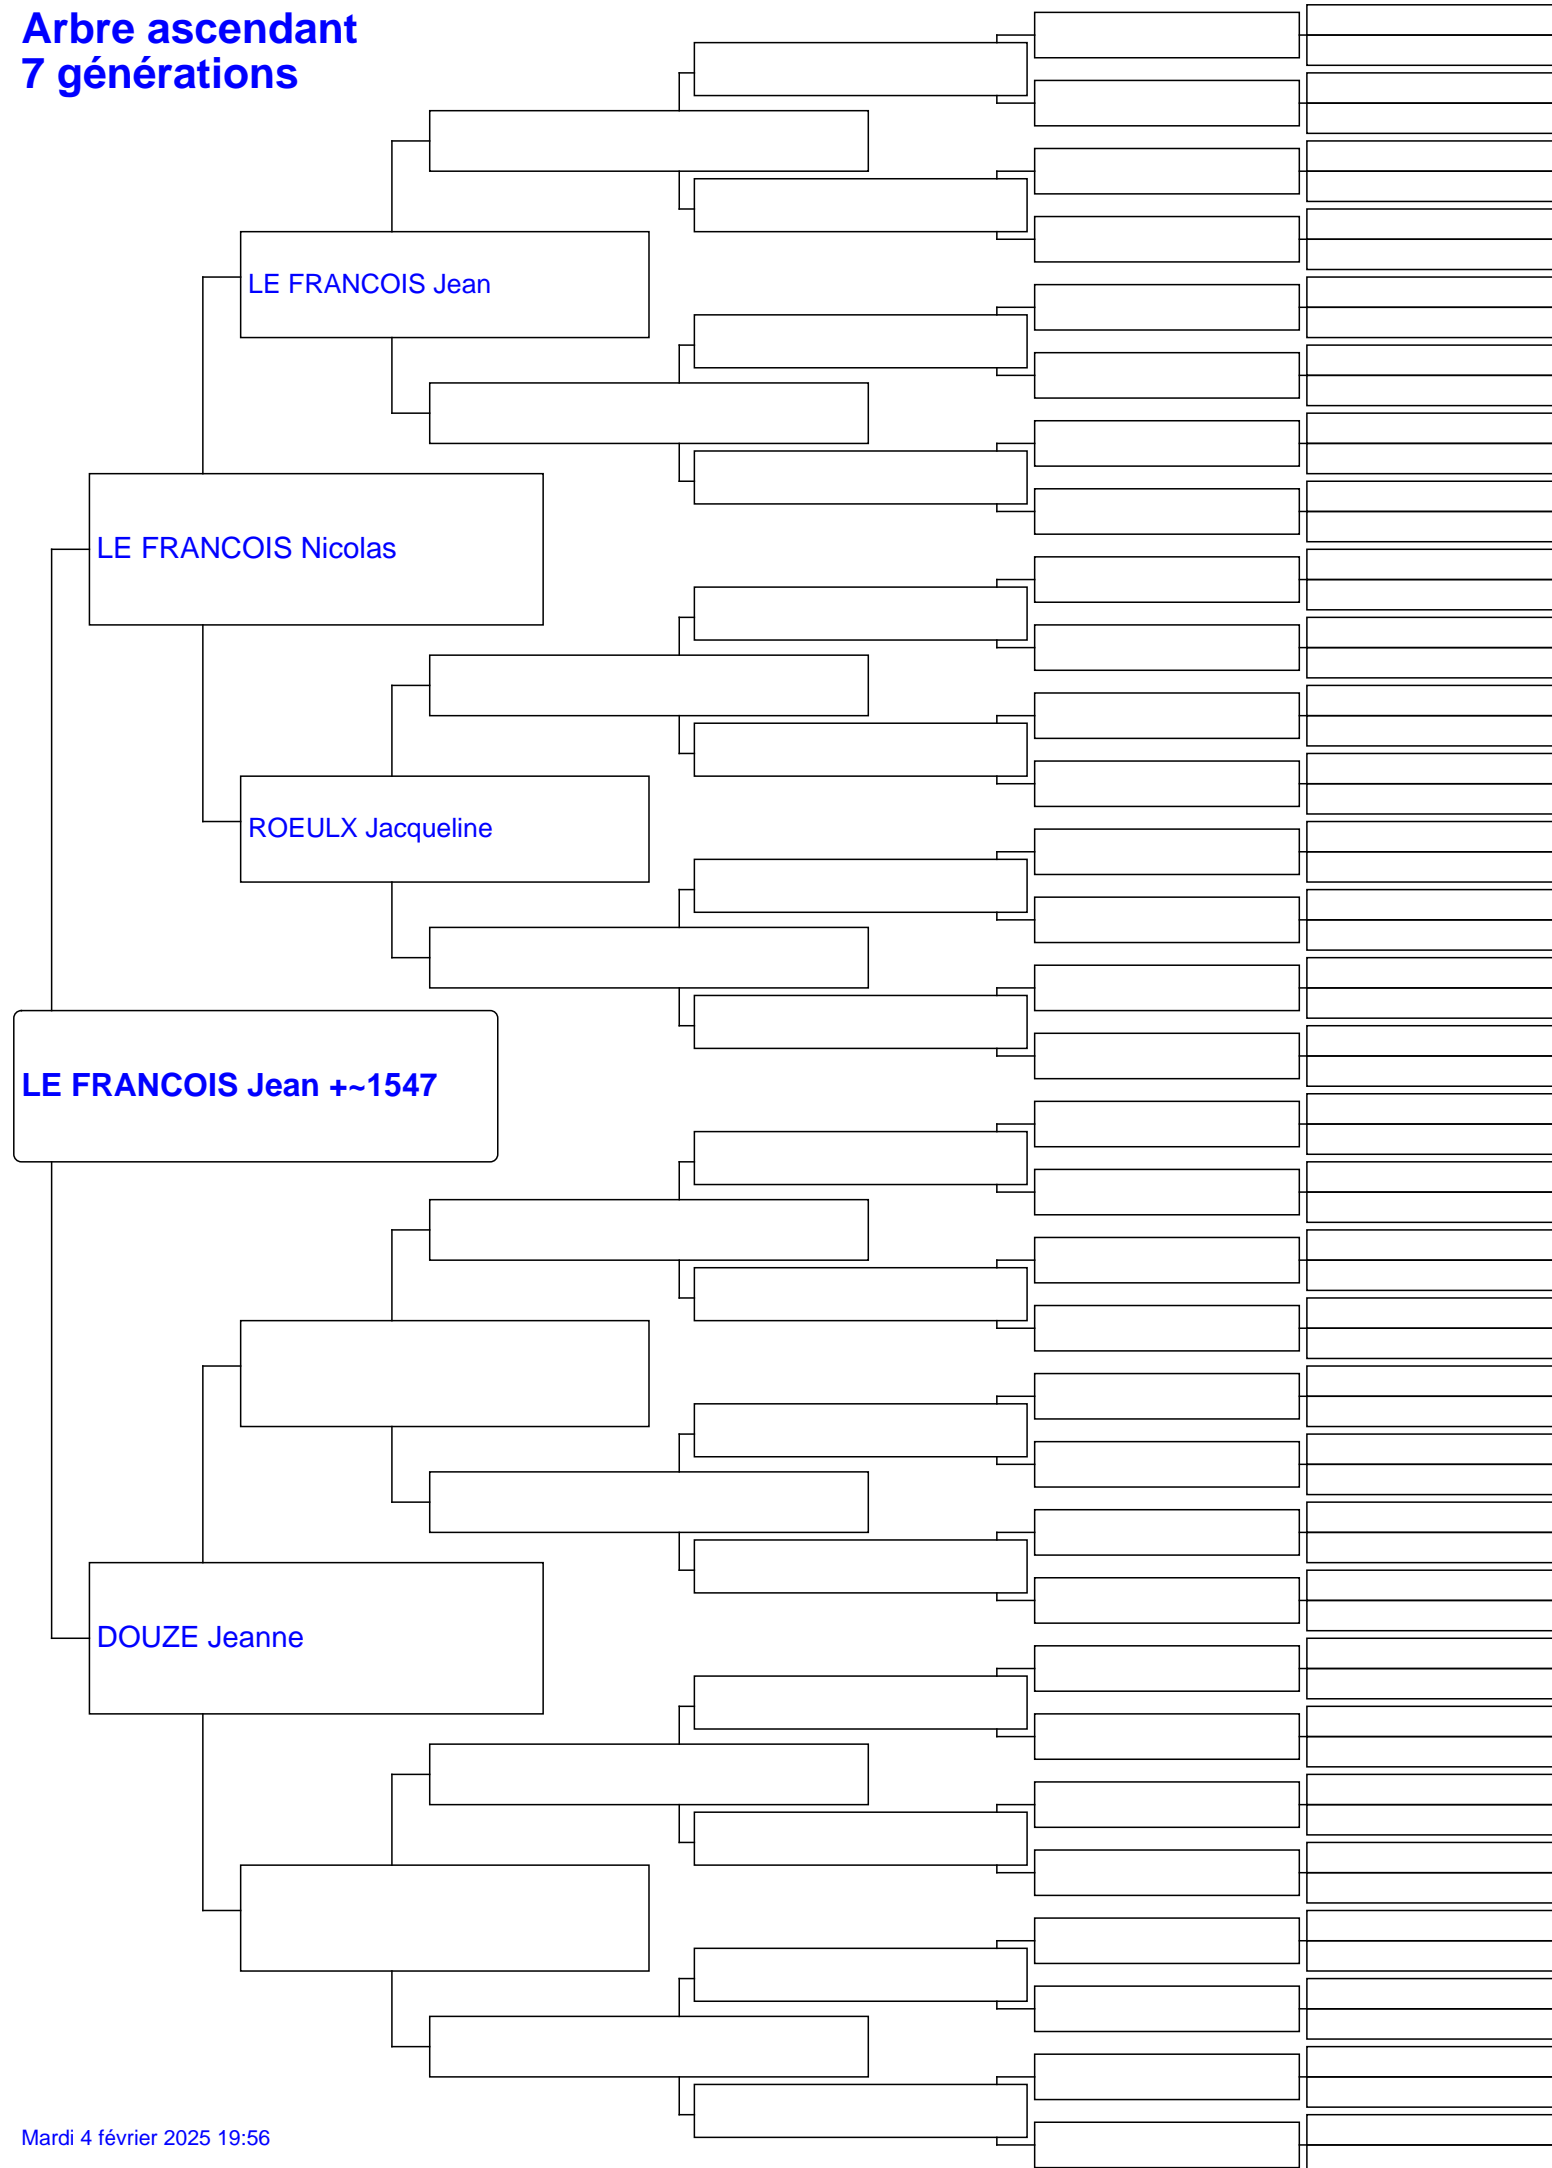 Arbre ascendant
7 générations
LE FRANCOIS Jean
LE FRANCOIS Nicolas
ROEULX Jacqueline
LE FRANCOIS Jean +~1547
DOUZE Jeanne
Mardi 4 février 2025 19:56